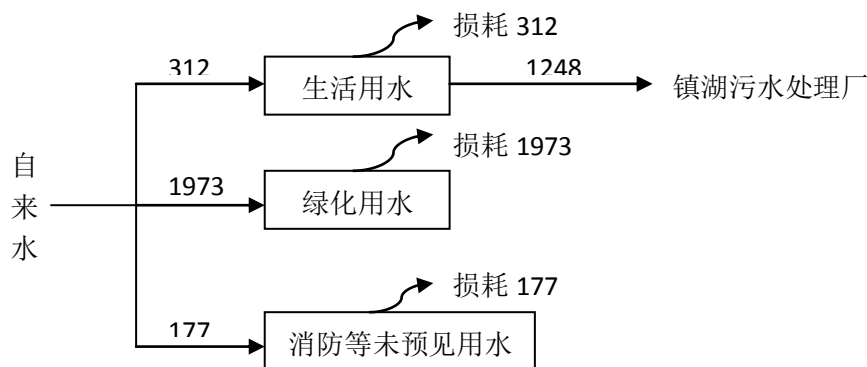 损耗 312
312
生活用水
1248
镇湖污水处理厂
损耗 1973
1973
绿化用水
自来水
损耗 177
177
消防等未预见用水